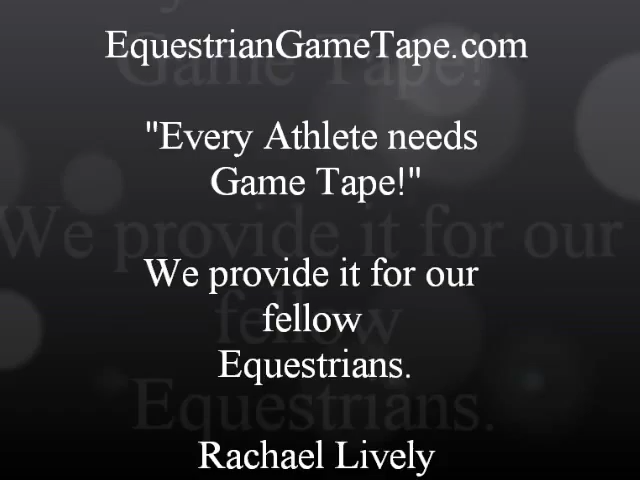 EquestrianGameTape.com
"Every Athlete needs
Game Tape!"
We provide it for our
fellow
Equestrians.
Rachael Lively